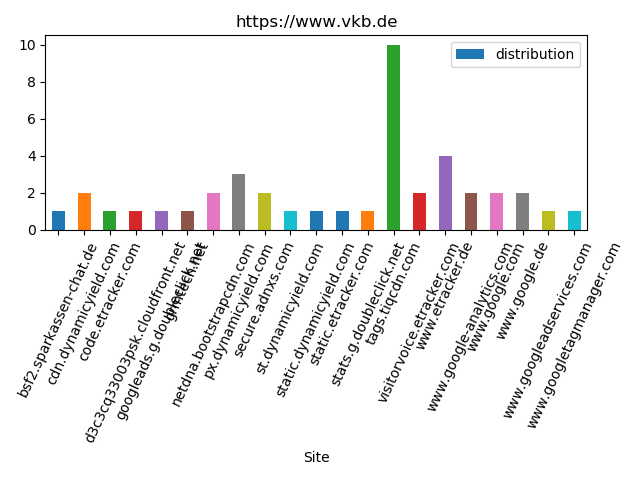 https://www.vkb.de
distribution
10
8
6
4
2
0
bsf2.sparkassen-chat.de
cdn.dynamicyield.com
code.etracker.com
d3c3cq33003psk.cloudfront.net
googleads.g.doubleclick.net
netdna.bootstrapcdn.com
px.dynamicyield.com
secure.adnxs.com
st.dynamicyield.com
static.dynamicyield.com
static.etracker.com
stats.g.doubleclick.net
tags.tiqcdn.com
visitorvoice.etracker.com
www.etracker.de
www.google-analytics.com
www.google.com
www.google.de
www.googleadservices.com
www.googletagmanager.com
Site